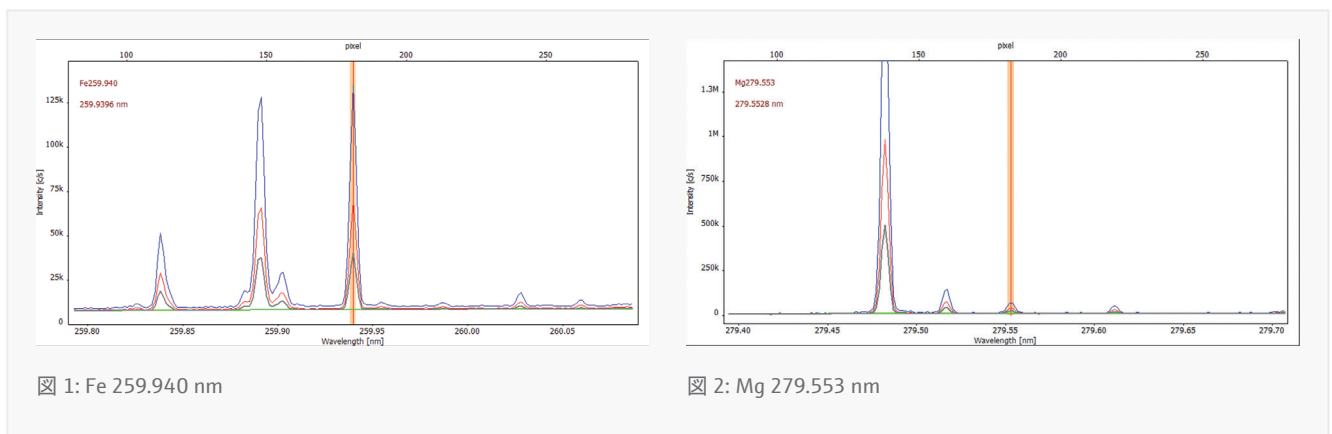 pixel
100 150 200 250
Fe259.940
259.9396 nm
125k
100k
75k
50k
25k
0
Intensity [c/s]
259.80 259.85 259.90 259.95 260.00 260.05
Wavelength [nm]
図 1: Fe 259.940 nm
pixel
100 150 200 250
Mg279.553
279.5528 nm
1.3M
1M
750k
500k
250k
0
Intensity [c/s]
279.40 279.45 279.50 279.55 279.60 279.65 279.70
Wavelength [nm]
図 2: Mg 279.553 nm